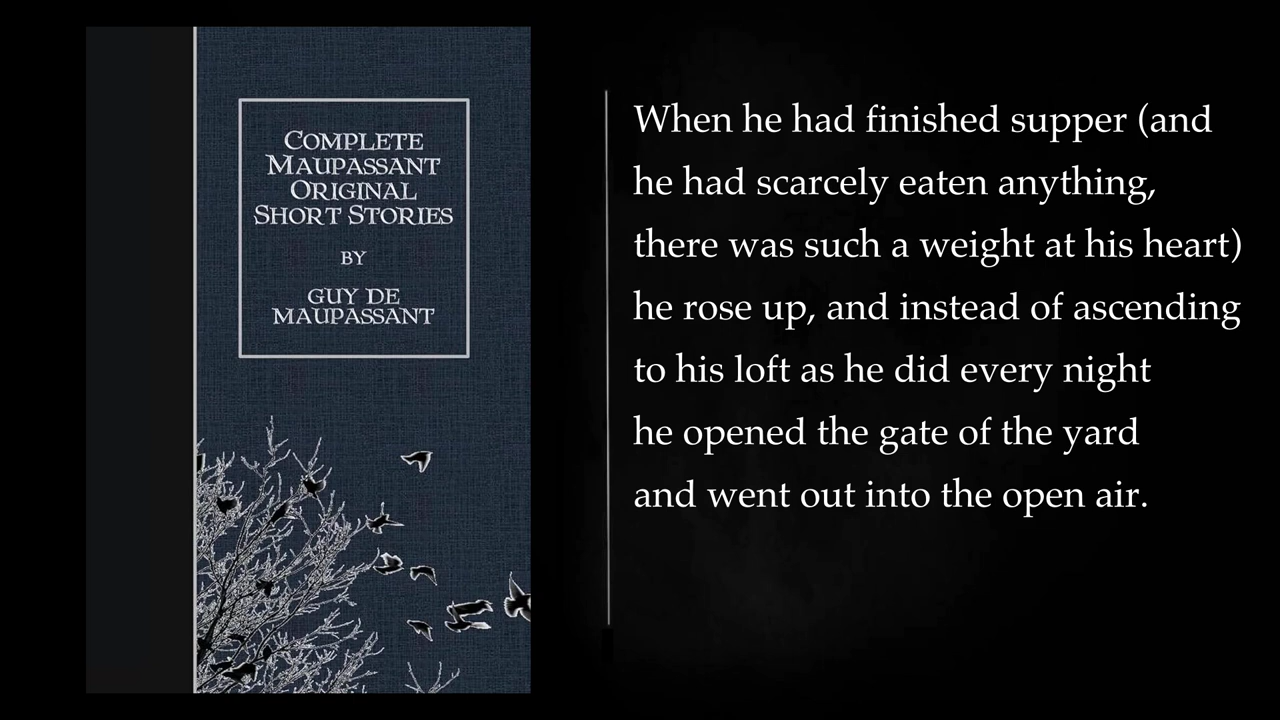 COMPLETE
MAUPASSANT
ORIGINAL
SHORT STORIES
BY
GUY DE
MAUPASSANT
When he had finished supper (and
he had scarcely eaten anything,
there was such a weight at his heart)
he rose up, and instead of ascending
to his loft as he did every night
he opened the gate of the yard
and went out into the open air.